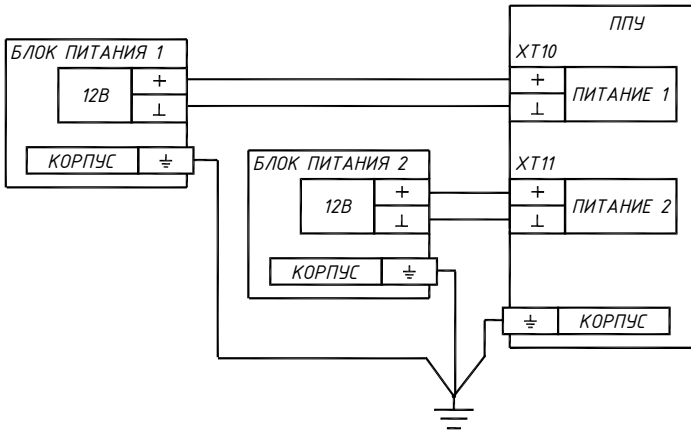 БЛОК ПИТАНИЯ 1
12В
+
⊥
КОРПУС ⏚
БЛОК ПИТАНИЯ 2
12В
+
⊥
КОРПУС ⏚
ППУ
XT10
+
⊥
ПИТАНИЕ 1
XT11
+
⊥
ПИТАНИЕ 2
⏚ КОРПУС